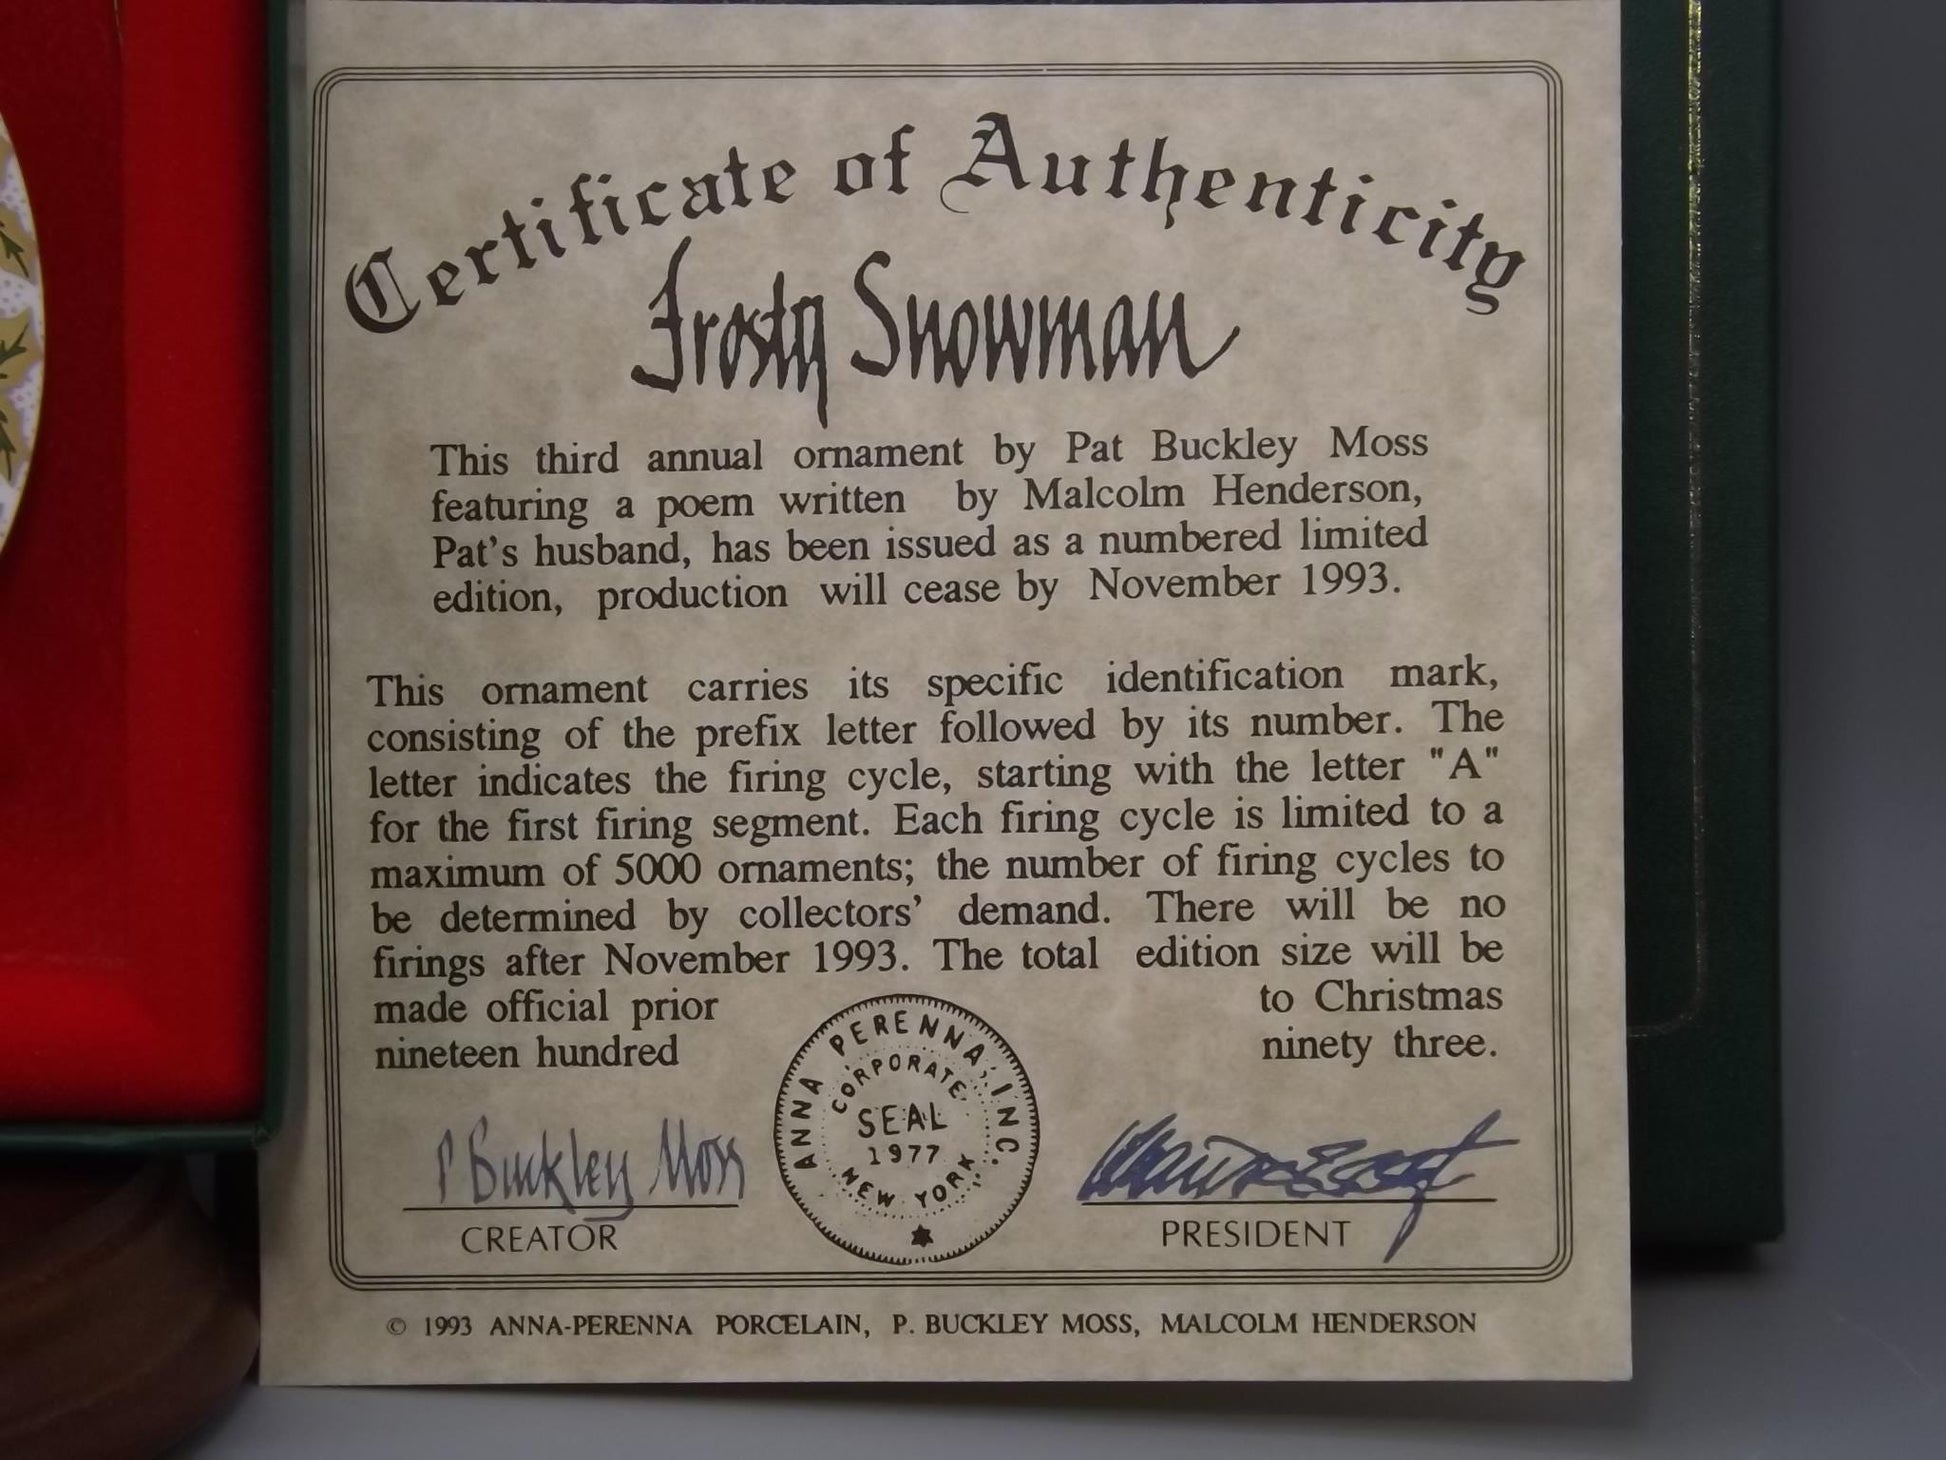 Certificate of Authenticity
Frosty Snowman
This third annual ornament by Pat Buckley Moss
featuring a poem written by Malcolm Henderson,
Pat's husband, has been issued as a numbered limited
edition, production will cease by November 1993.
This ornament carries its specific identification mark,
consisting of the prefix letter followed by its number. The
letter indicates the firing cycle, starting with the letter "A"
for the first firing segment. Each firing cycle is limited to a
maximum of 5000 ornaments; the number of firing cycles to
be determined by collectors' demand. There will be no
firings after November 1993. The total edition size will be
made official prior to Christmas
nineteen hundred ninety three.
ANNA PERENNA, INC.
CORPORATE
SEAL
1977
NEW YORK
P Buckley Moss
CREATOR
PRESIDENT
© 1993 ANNA-PERENNA PORCELAIN, P. BUCKLEY MOSS, MALCOLM HENDERSON